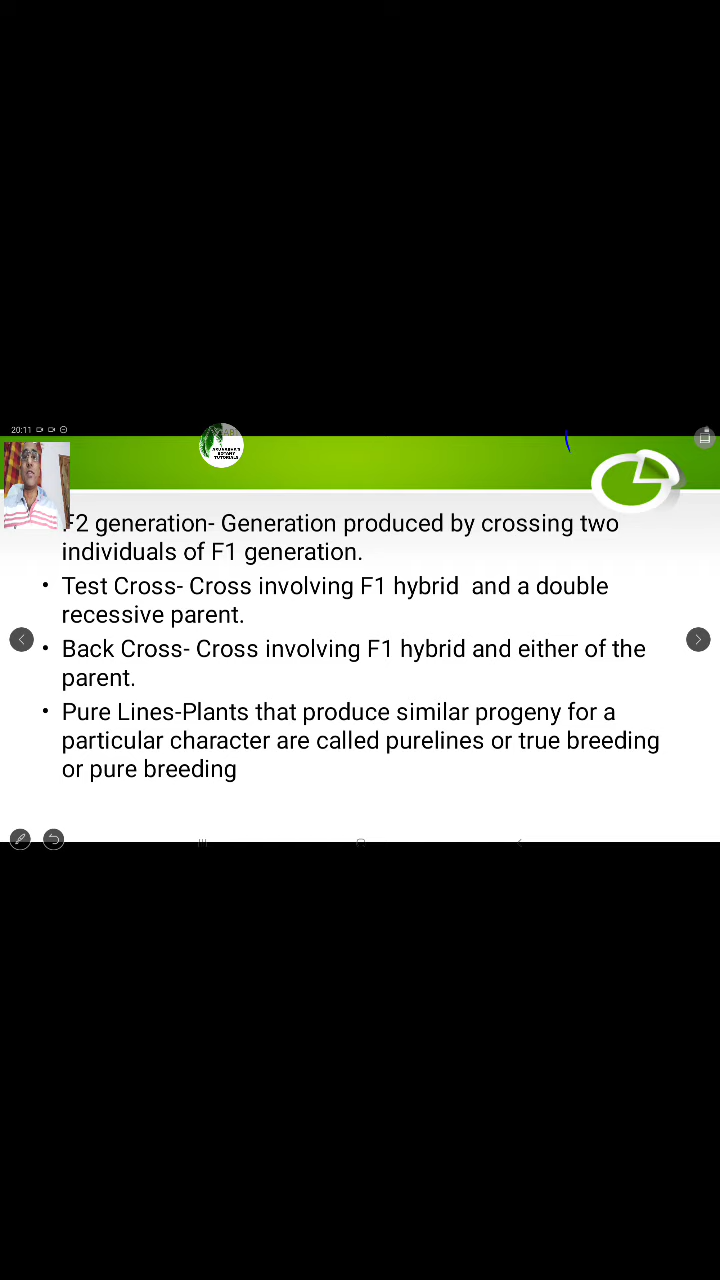 20:11
BOTANY
TUTORIALS
F2 generation- Generation produced by crossing two
individuals of F1 generation.
• Test Cross- Cross involving F1 hybrid and a double
recessive parent.
• Back Cross- Cross involving F1 hybrid and either of the
parent.
• Pure Lines-Plants that produce similar progeny for a
particular character are called purelines or true breeding
or pure breeding